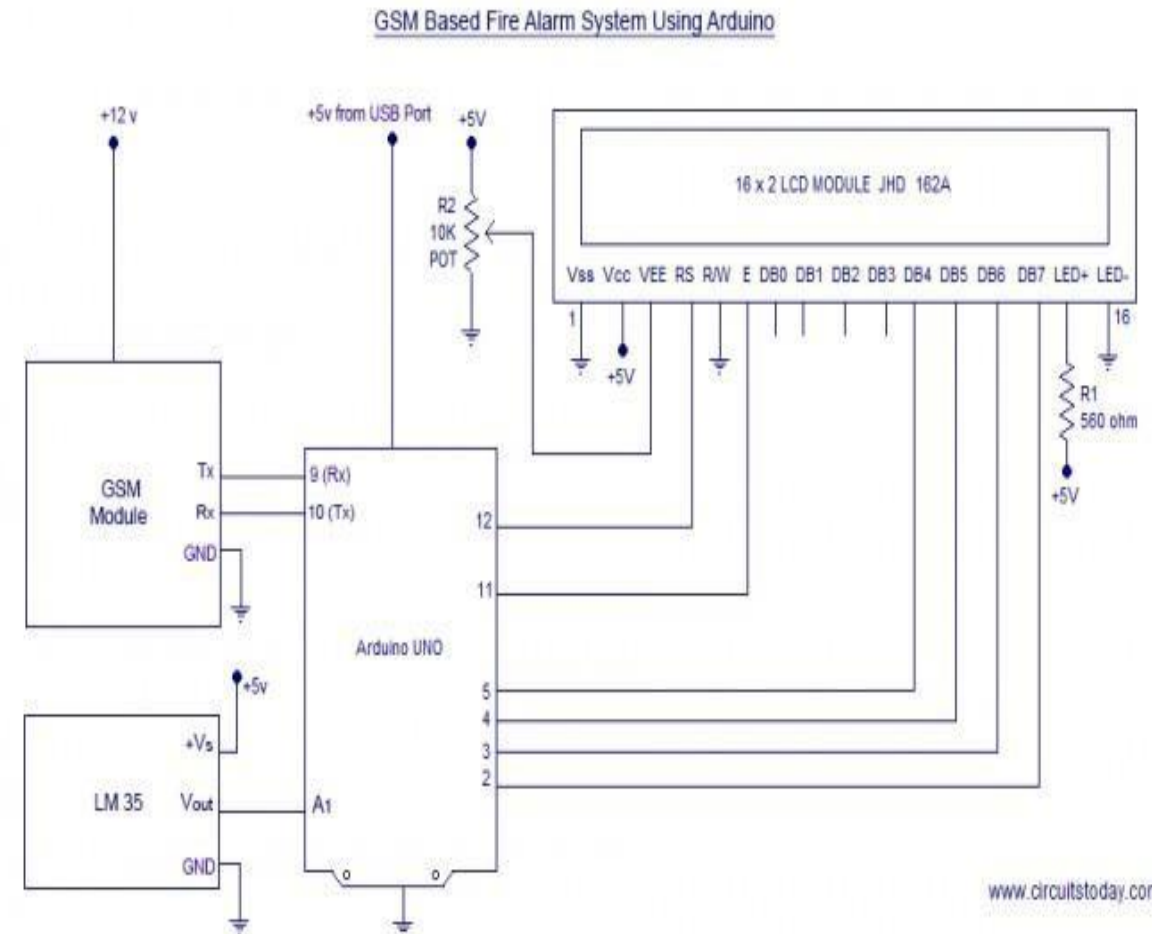 GSM Based Fire Alarm System Using Arduino
+12 v
+5v from USB Port
+5V
R2
10K
POT
16 x 2 LCD MODULE JHD 162A
Vss Vcc VEE RS R/W E DB0 DB1 DB2 DB3 DB4 DB5 DB6 DB7 LED+ LED-
1
16
+5V
R1
560 ohm
+5V
GSM
Module
Tx
Rx
GND
9 (Rx)
10 (Tx)
12
11
Arduino UNO
5
4
3
2
+5v
LM 35
+Vs
Vout
GND
A1
www.circuitstoday.com